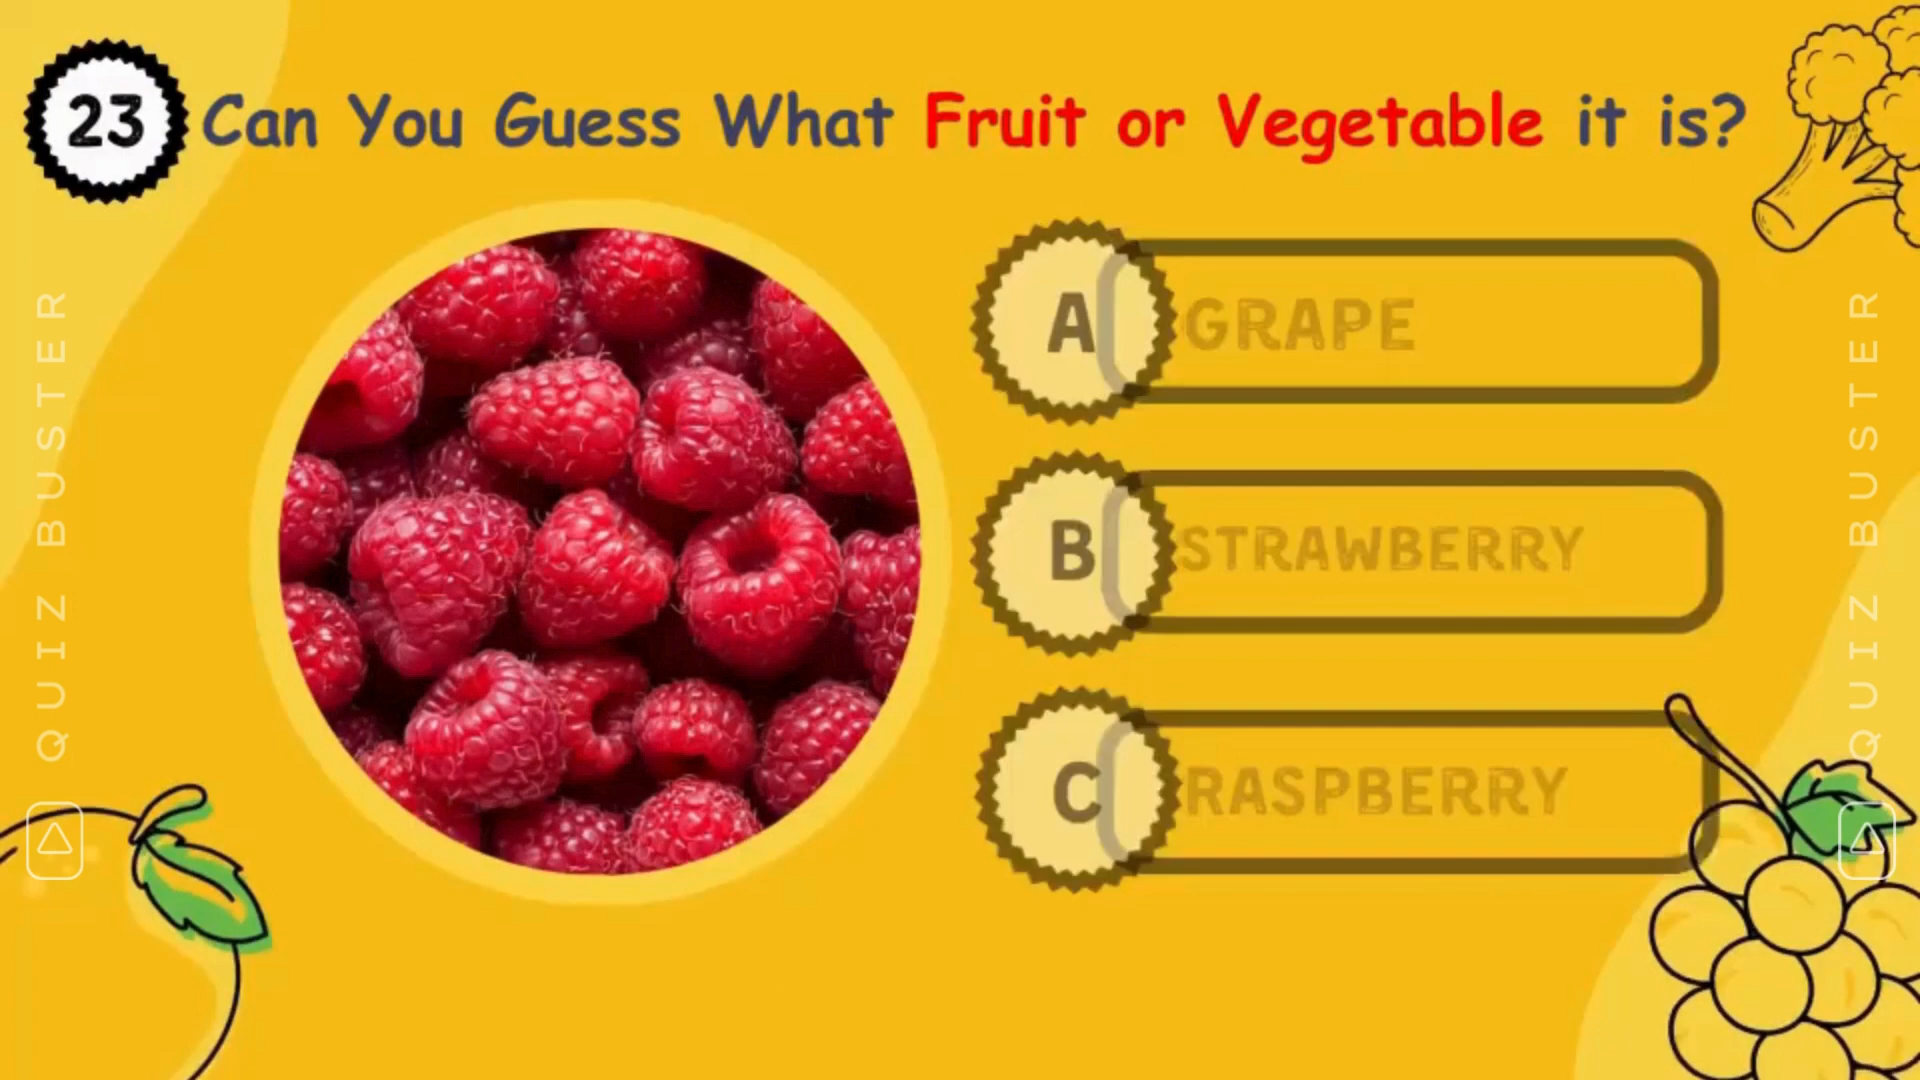 23
Can You Guess What Fruit or Vegetable it is?
A GRAPE
B STRAWBERRY
C RASPBERRY
QUIZ BUSTER
QUIZ BUSTER